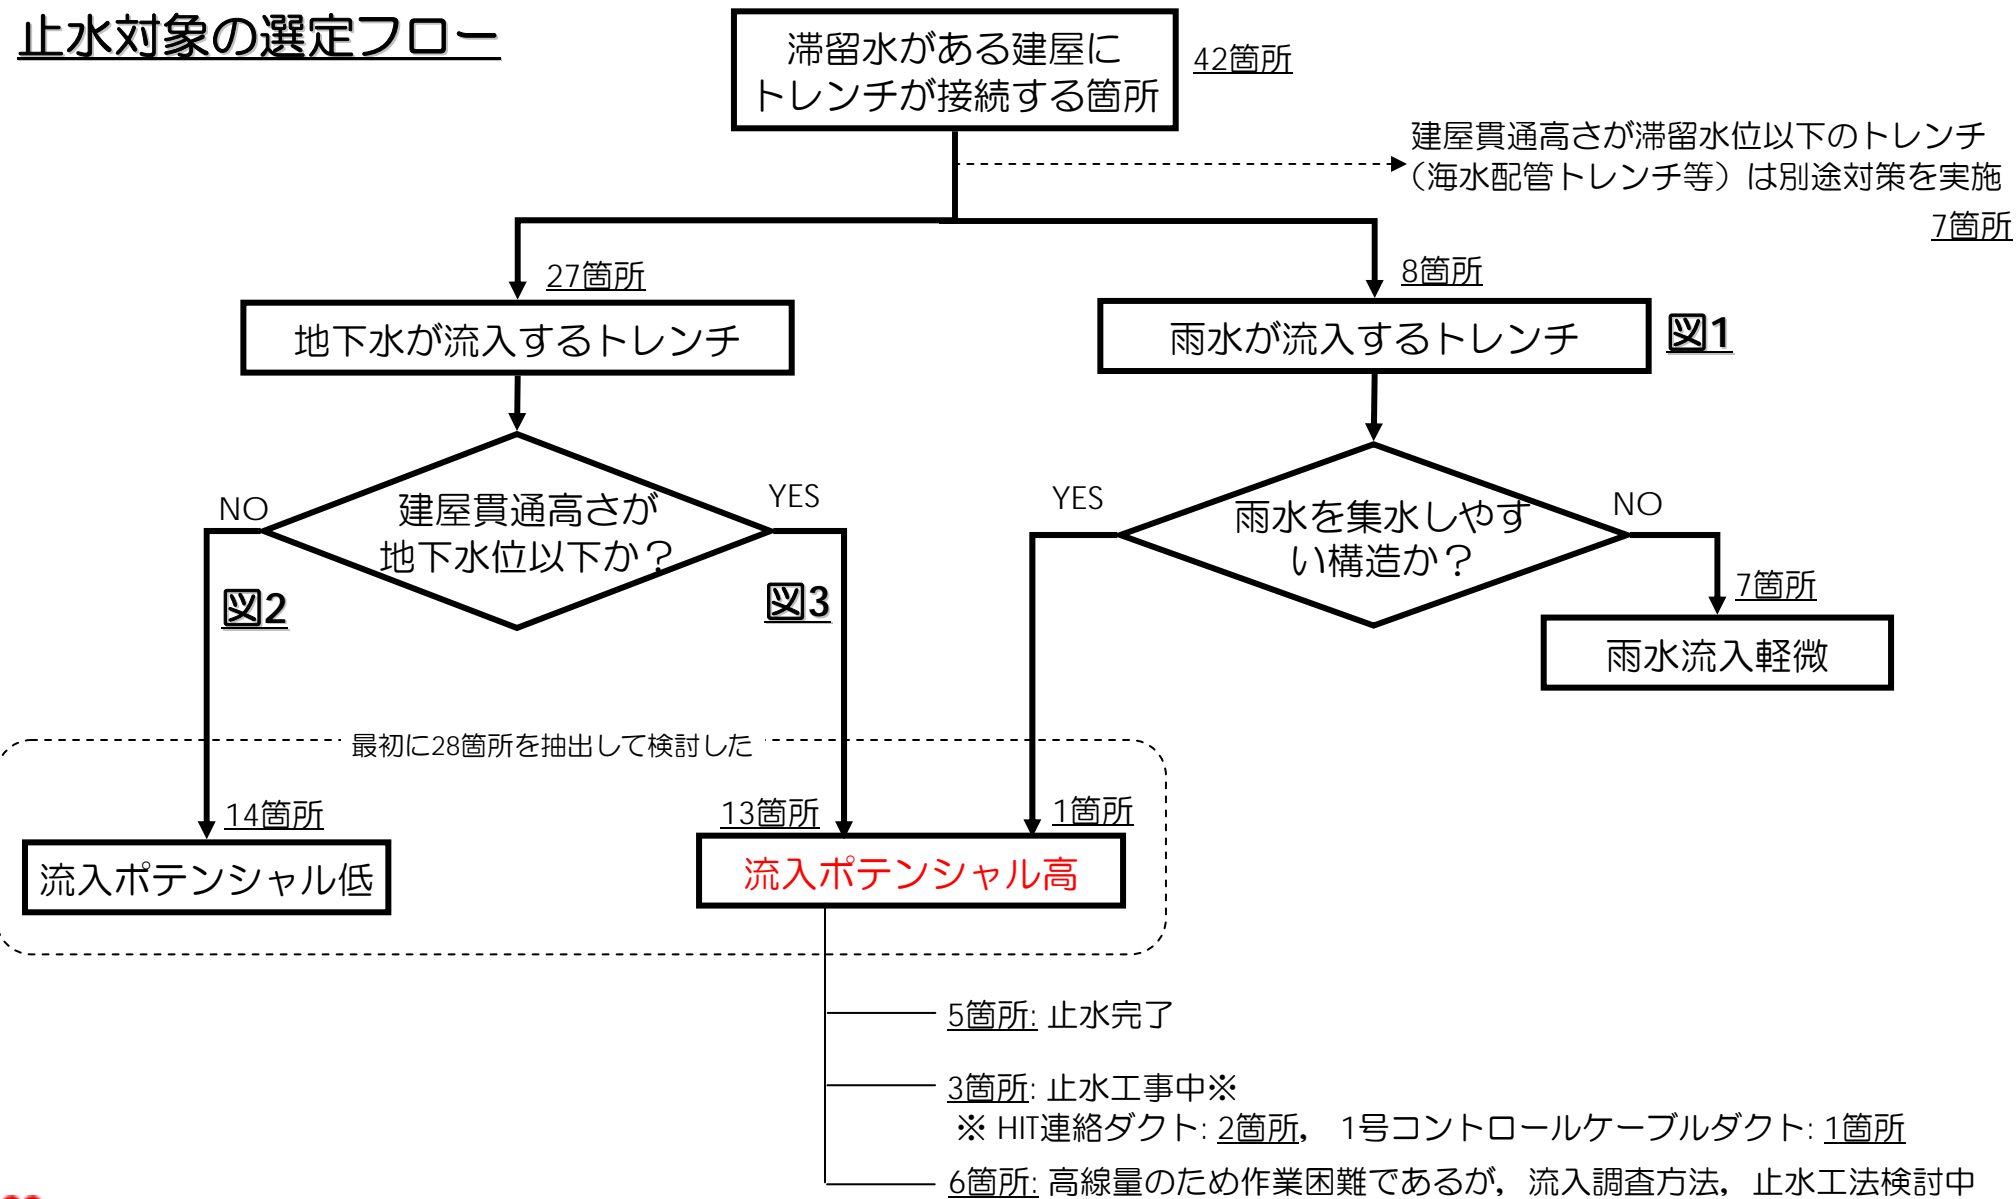 止水対象の選定フロー
滞留水がある建屋に
トレンチが接続する箇所
42箇所
建屋貫通高さが滞留水位以下のトレンチ
（海水配管トレンチ等）は別途対策を実施
7箇所
27箇所
8箇所
地下水が流入するトレンチ
雨水が流入するトレンチ
図1
建屋貫通高さが
地下水位以下か？
NO
YES
図2
図3
雨水を集水しやす
い構造か？
YES
NO
7箇所
雨水流入軽微
最初に28箇所を抽出して検討した
14箇所
13箇所
1箇所
流入ポテンシャル低
流入ポテンシャル高
5箇所: 止水完了
3箇所: 止水工事中※
※ HIT連絡ダクト: 2箇所， 1号コントロールケーブルダクト: 1箇所
6箇所: 高線量のため作業困難であるが，流入調査方法，止水工法検討中